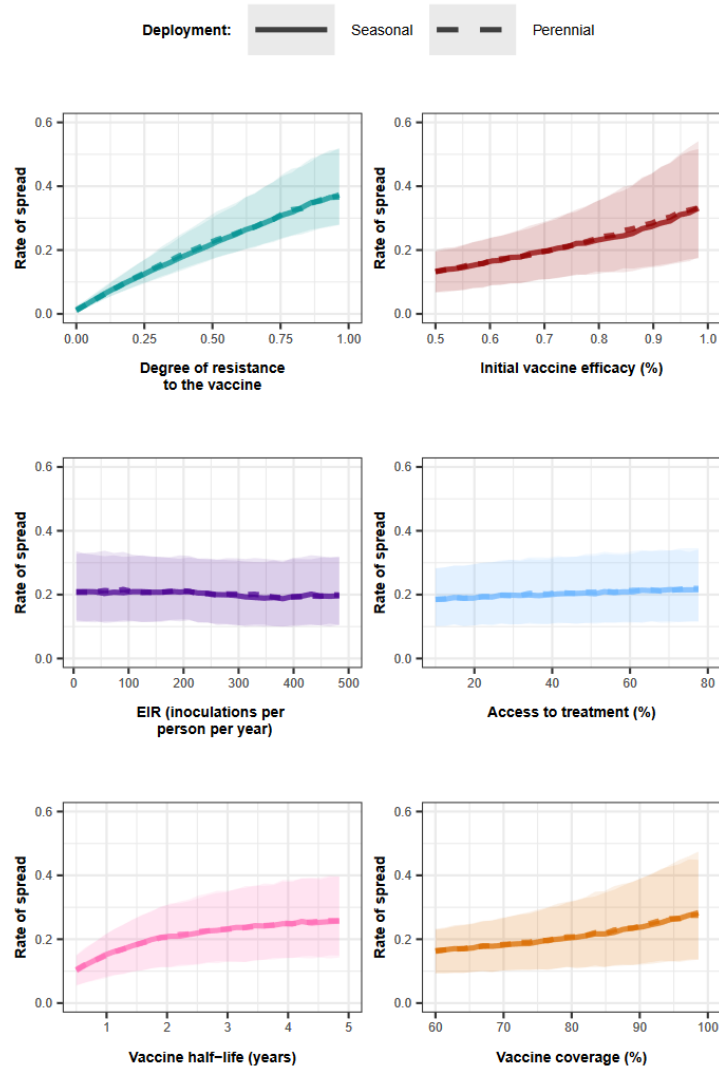 Deployment: Seasonal Perennial
0.6
0.4
0.2
0.0
Rate of spread
0.00 0.25 0.50 0.75 1.00
Degree of resistance
to the vaccine
0.6
0.4
0.2
0.0
Rate of spread
0.5 0.6 0.7 0.8 0.9 1.0
Initial vaccine efficacy (%)
0.6
0.4
0.2
0.0
Rate of spread
0 100 200 300 400 500
EIR (inoculations per
person per year)
0.6
0.4
0.2
0.0
Rate of spread
20 40 60 80
Access to treatment (%)
0.6
0.4
0.2
0.0
Rate of spread
1 2 3 4 5
Vaccine half−life (years)
0.6
0.4
0.2
0.0
Rate of spread
60 70 80 90 100
Vaccine coverage (%)